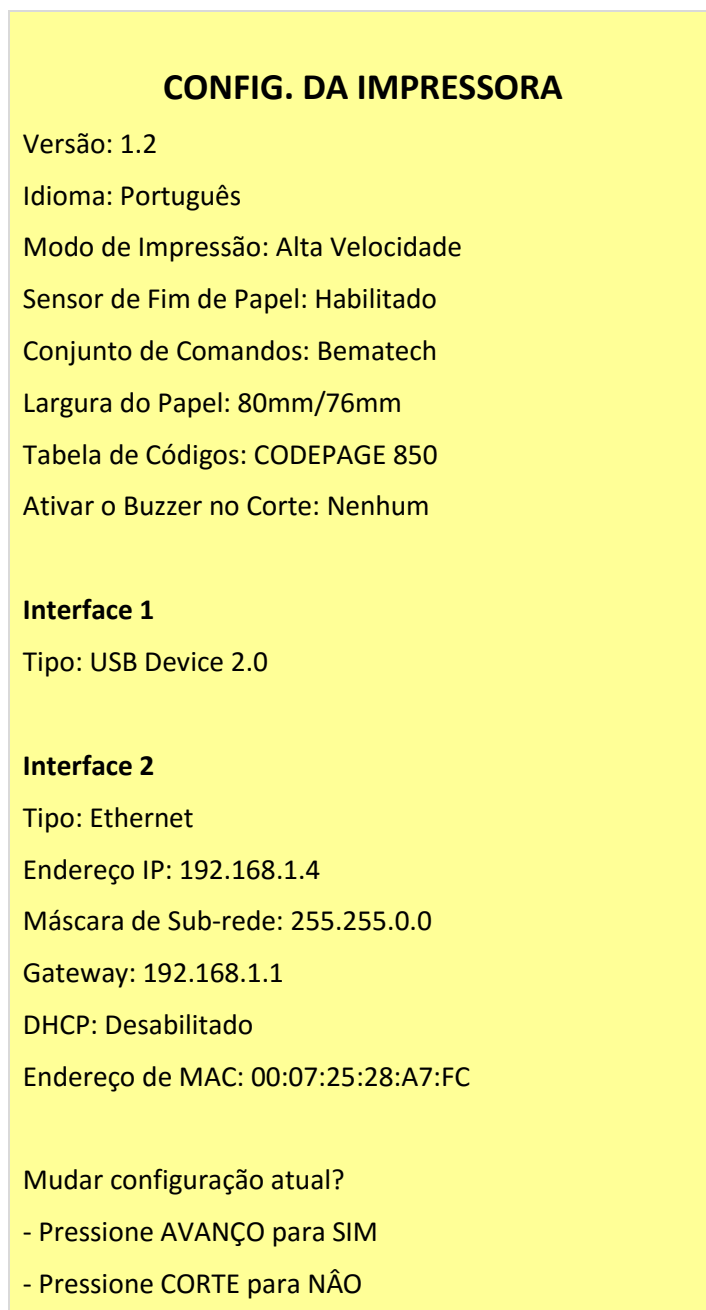 CONFIG. DA IMPRESSORA
Versão: 1.2
Idioma: Português
Modo de Impressão: Alta Velocidade
Sensor de Fim de Papel: Habilitado
Conjunto de Comandos: Bematech
Largura do Papel: 80mm/76mm
Tabela de Códigos: CODEPAGE 850
Ativar o Buzzer no Corte: Nenhum
Interface 1
Tipo: USB Device 2.0
Interface 2
Tipo: Ethernet
Endereço IP: 192.168.1.4
Máscara de Sub-rede: 255.255.0.0
Gateway: 192.168.1.1
DHCP: Desabilitado
Endereço de MAC: 00:07:25:28:A7:FC
Mudar configuração atual?
- Pressione AVANÇO para SIM
- Pressione CORTE para NÂO